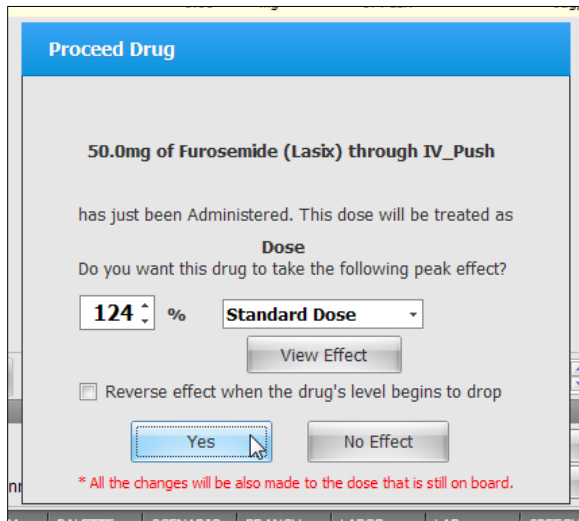 Proceed Drug
50.0mg of Furosemide (Lasix) through IV_Push
has just been Administered. This dose will be treated as
Dose
Do you want this drug to take the following peak effect?
124 % Standard Dose
View Effect
Reverse effect when the drug's level begins to drop
Yes No Effect
* All the changes will be also made to the dose that is still on board.